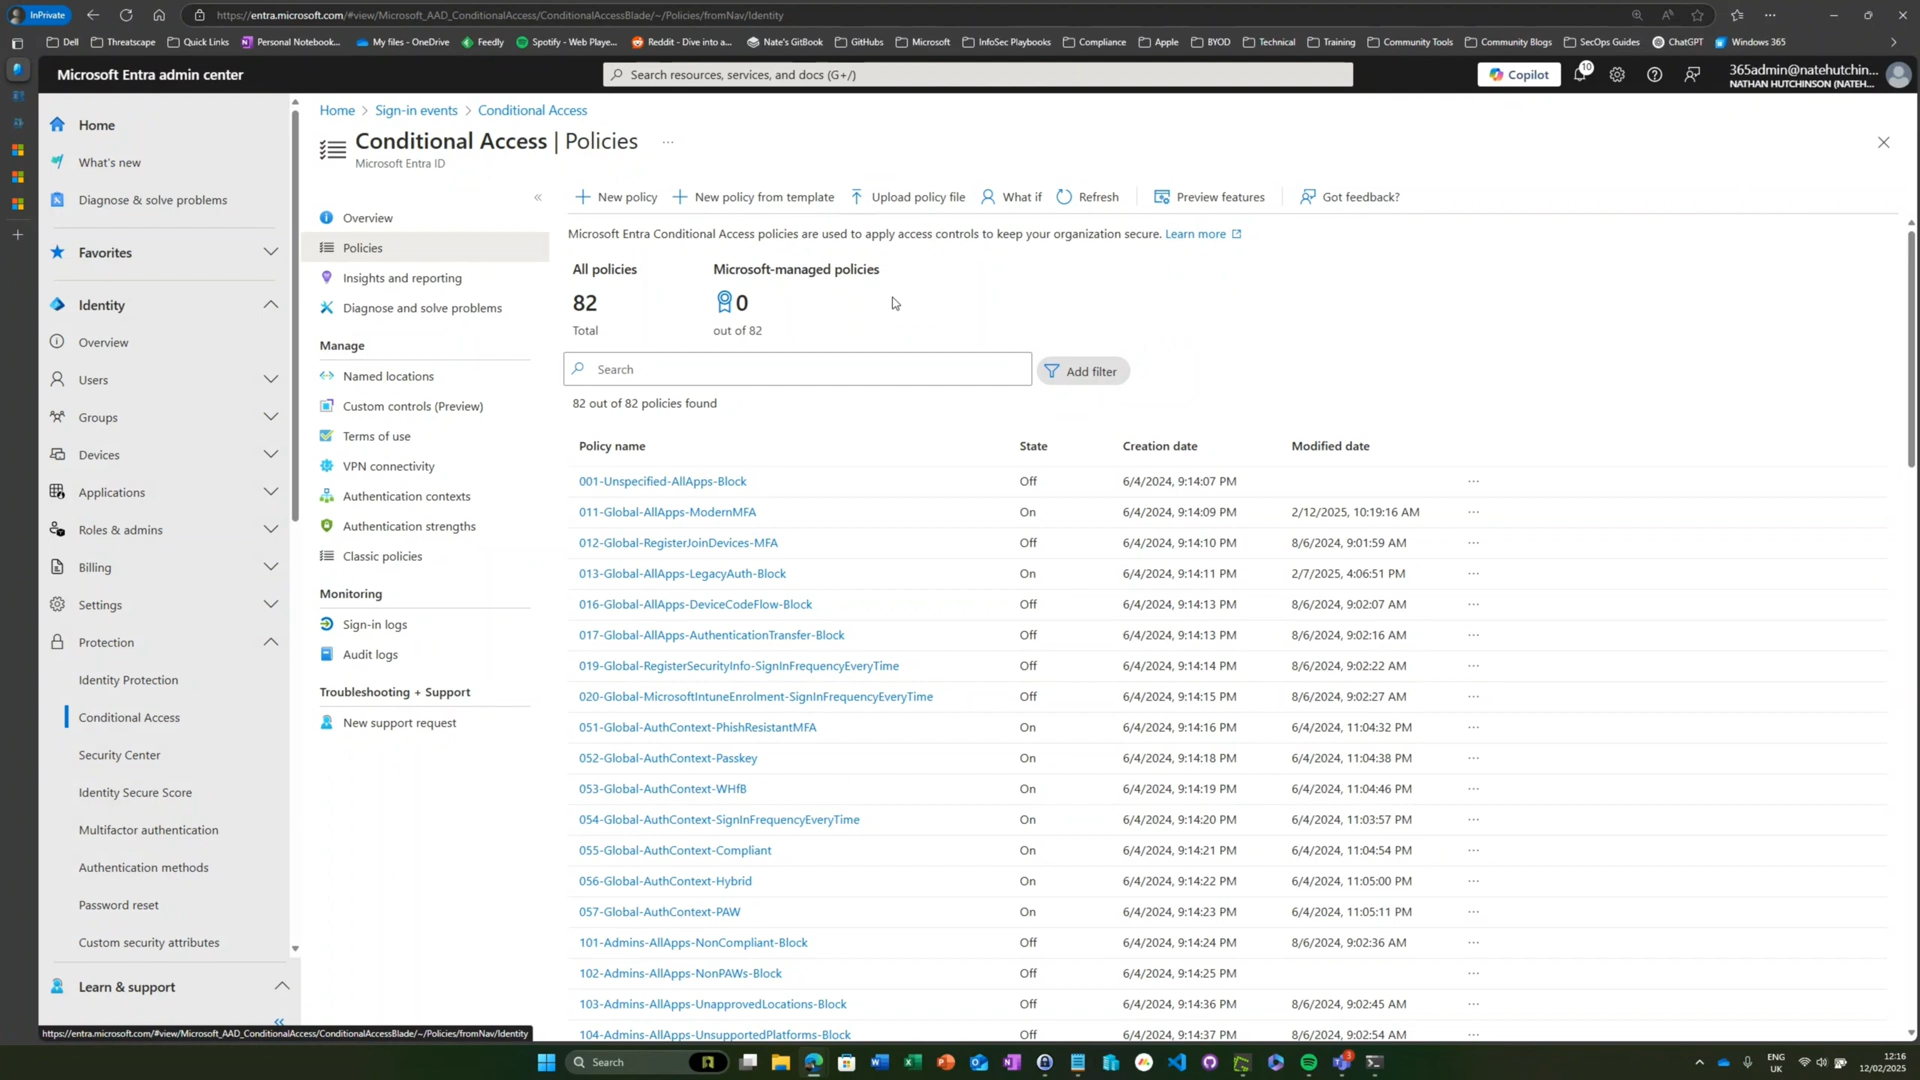 InPrivate
https://entra.microsoft.com/#view/Microsoft_AAD_ConditionalAccess/ConditionalAccessBlade/~/Policies/fromNav/Identity
Dell
Threatscape
Quick Links
Personal Notebook...
My files - OneDrive
Feedly
Spotify - Web Playe...
Reddit - Dive into a...
Nate's GitBook
GitHubs
Microsoft
InfoSec Playbooks
Compliance
Apple
BYOD
Technical
Training
Community Tools
Community Blogs
SecOps Guides
ChatGPT
Windows 365
Microsoft Entra admin center
Search resources, services, and docs (G+/)
Copilot
10
365admin@natehutchin...
NATHAN HUTCHINSON (NATEH...
Home
What's new
Diagnose & solve problems
Favorites
Identity
Overview
Users
Groups
Devices
Applications
Roles & admins
Billing
Settings
Protection
Identity Protection
Conditional Access
Security Center
Identity Secure Score
Multifactor authentication
Authentication methods
Password reset
Custom security attributes
Learn & support
https://entra.microsoft.com/#view/Microsoft_AAD_ConditionalAccess/ConditionalAccessBlade/~/Policies/fromNav/Identity
Home > Sign-in events > Conditional Access
Conditional Access | Policies ...
Microsoft Entra ID
Overview
Policies
Insights and reporting
Diagnose and solve problems
Manage
Named locations
Custom controls (Preview)
Terms of use
VPN connectivity
Authentication contexts
Authentication strengths
Classic policies
Monitoring
Sign-in logs
Audit logs
Troubleshooting + Support
New support request
New policy
New policy from template
Upload policy file
What if
Refresh
Preview features
Got feedback?
Microsoft Entra Conditional Access policies are used to apply access controls to keep your organization secure. Learn more
All policies
82
Total
Microsoft-managed policies
0
out of 82
Search
Add filter
82 out of 82 policies found
Policy name State Creation date Modified date
001-Unspecified-AllApps-Block Off 6/4/2024, 9:14:07 PM ...
011-Global-AllApps-ModernMFA On 6/4/2024, 9:14:09 PM 2/12/2025, 10:19:16 AM ...
012-Global-RegisterJoinDevices-MFA Off 6/4/2024, 9:14:10 PM 8/6/2024, 9:01:59 AM ...
013-Global-AllApps-LegacyAuth-Block On 6/4/2024, 9:14:11 PM 2/7/2025, 4:06:51 PM ...
016-Global-AllApps-DeviceCodeFlow-Block Off 6/4/2024, 9:14:13 PM 8/6/2024, 9:02:07 AM ...
017-Global-AllApps-AuthenticationTransfer-Block Off 6/4/2024, 9:14:13 PM 8/6/2024, 9:02:16 AM ...
019-Global-RegisterSecurityInfo-SignInFrequencyEveryTime Off 6/4/2024, 9:14:14 PM 8/6/2024, 9:02:22 AM ...
020-Global-MicrosoftIntuneEnrolment-SignInFrequencyEveryTime Off 6/4/2024, 9:14:15 PM 8/6/2024, 9:02:27 AM ...
051-Global-AuthContext-PhishResistantMFA On 6/4/2024, 9:14:16 PM 6/4/2024, 11:04:32 PM ...
052-Global-AuthContext-Passkey On 6/4/2024, 9:14:18 PM 6/4/2024, 11:04:38 PM ...
053-Global-AuthContext-WHfB On 6/4/2024, 9:14:19 PM 6/4/2024, 11:04:46 PM ...
054-Global-AuthContext-SignInFrequencyEveryTime On 6/4/2024, 9:14:20 PM 6/4/2024, 11:03:57 PM ...
055-Global-AuthContext-Compliant On 6/4/2024, 9:14:21 PM 6/4/2024, 11:04:54 PM ...
056-Global-AuthContext-Hybrid On 6/4/2024, 9:14:22 PM 6/4/2024, 11:05:00 PM ...
057-Global-AuthContext-PAW On 6/4/2024, 9:14:23 PM 6/4/2024, 11:05:11 PM ...
101-Admins-AllApps-NonCompliant-Block Off 6/4/2024, 9:14:24 PM 8/6/2024, 9:02:36 AM ...
102-Admins-AllApps-NonPAWs-Block Off 6/4/2024, 9:14:25 PM ...
103-Admins-AllApps-UnapprovedLocations-Block Off 6/4/2024, 9:14:36 PM 8/6/2024, 9:02:45 AM ...
104-Admins-AllApps-UnsupportedPlatforms-Block Off 6/4/2024, 9:14:37 PM 8/6/2024, 9:02:54 AM ...
Search
3
ENG
UK
12:16
12/02/2025